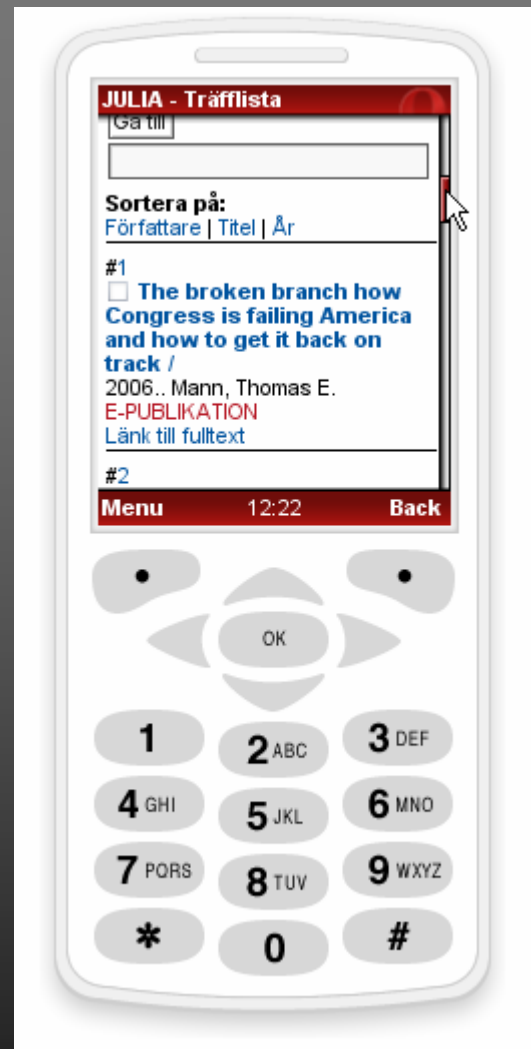 JULIA - Träfflista
Gå till
Sortera på:
Författare | Titel | År
#1
The broken branch how
Congress is failing America
and how to get it back on
track /
2006.. Mann, Thomas E.
E-PUBLIKATION
Länk till fulltext
#2
Menu 12:22 Back
OK
1 2 ABC 3 DEF
4 GHI 5 JKL 6 MNO
7 PQRS 8 TUV 9 WXYZ
* 0 #